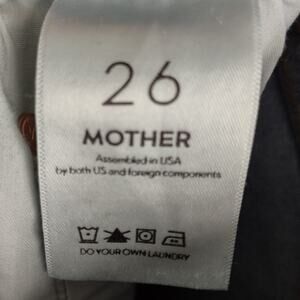 26
MOTHER
Assembled in USA
by both US and foreign components
DO YOUR OWN LAUNDRY